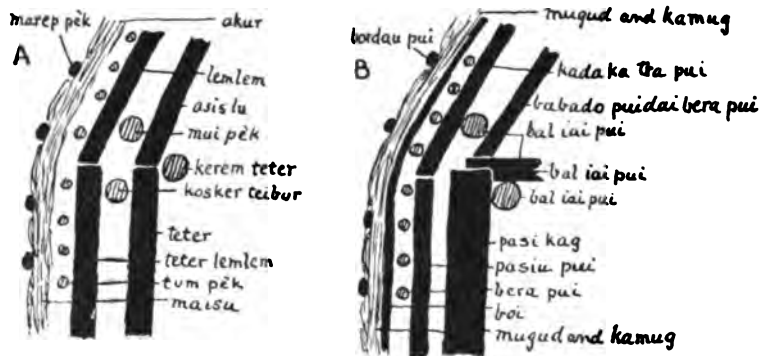 marep pèk
akur
A
lemlem
asislu
mui pèk
kerem teter
kosker teibur
teter
teter lemlem
tum pèk
maisu
mugud and kamug
bordau pui
B
kadaka tra pui
babado puidai bera pui
bal iai pui
bal iai pui
bal iai pui
pasi kag
pasiu pui
bera pui
boi
mugud and kamug